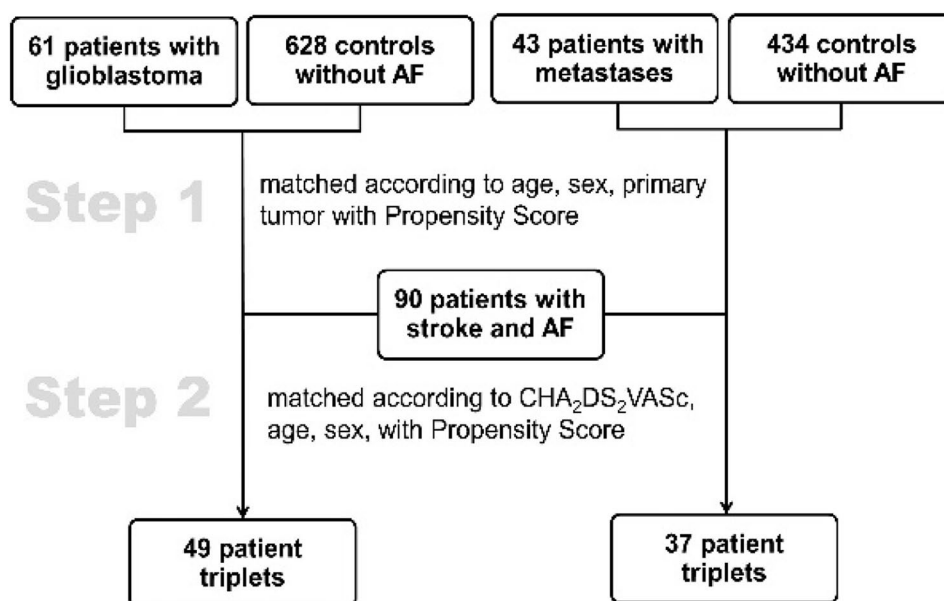 61 patients with
glioblastoma
628 controls
without AF
43 patients with
metastases
434 controls
without AF
Step 1
matched according to age, sex, primary
tumor with Propensity Score
90 patients with
stroke and AF
Step 2
matched according to CHA₂DS₂VASc,
age, sex, with Propensity Score
49 patient
triplets
37 patient
triplets